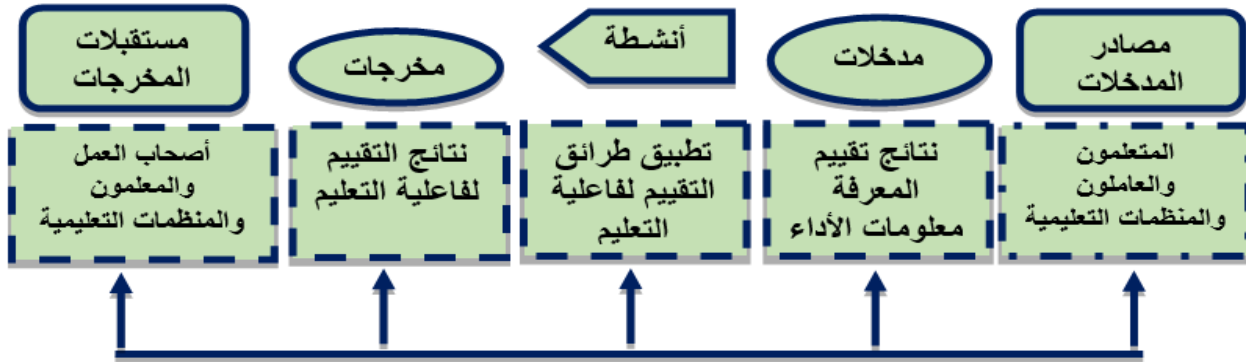 مصادر
المدخلات
مدخلات
أنشطة
مخرجات
مستقبلات
المخرجات
المتعلمون
والعاملون
والمنظمات التعليمية
نتائج تقييم
المعرفة
معلومات الأداء
تطبيق طرائق
التقييم لفاعلية
التعليم
نتائج التقييم
لفاعلية التعليم
أصحاب العمل
والمعلمون
والمنظمات التعليمية